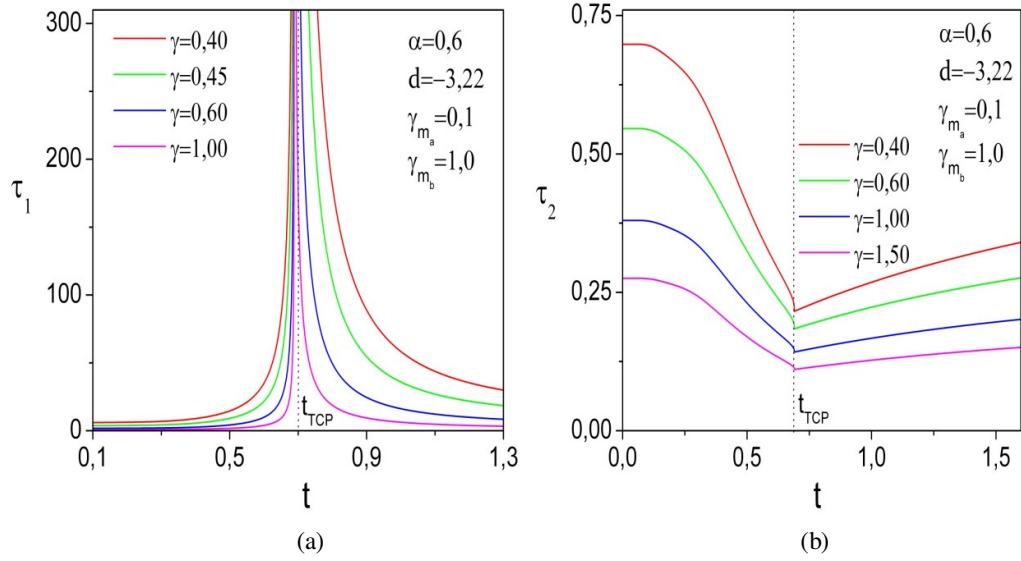 300
200
100
0
τ1
γ=0,40
γ=0,45
γ=0,60
γ=1,00
α=0,6
d=−3,22
γma=0,1
γmb=1,0
tTCP
0,1
0,5
0,9
1,3
t
(a)
0,75
0,50
0,25
0,00
τ2
α=0,6
d=−3,22
γma=0,1
γmb=1,0
γ=0,40
γ=0,60
γ=1,00
γ=1,50
tTCP
0,0
0,5
1,0
1,5
t
(b)